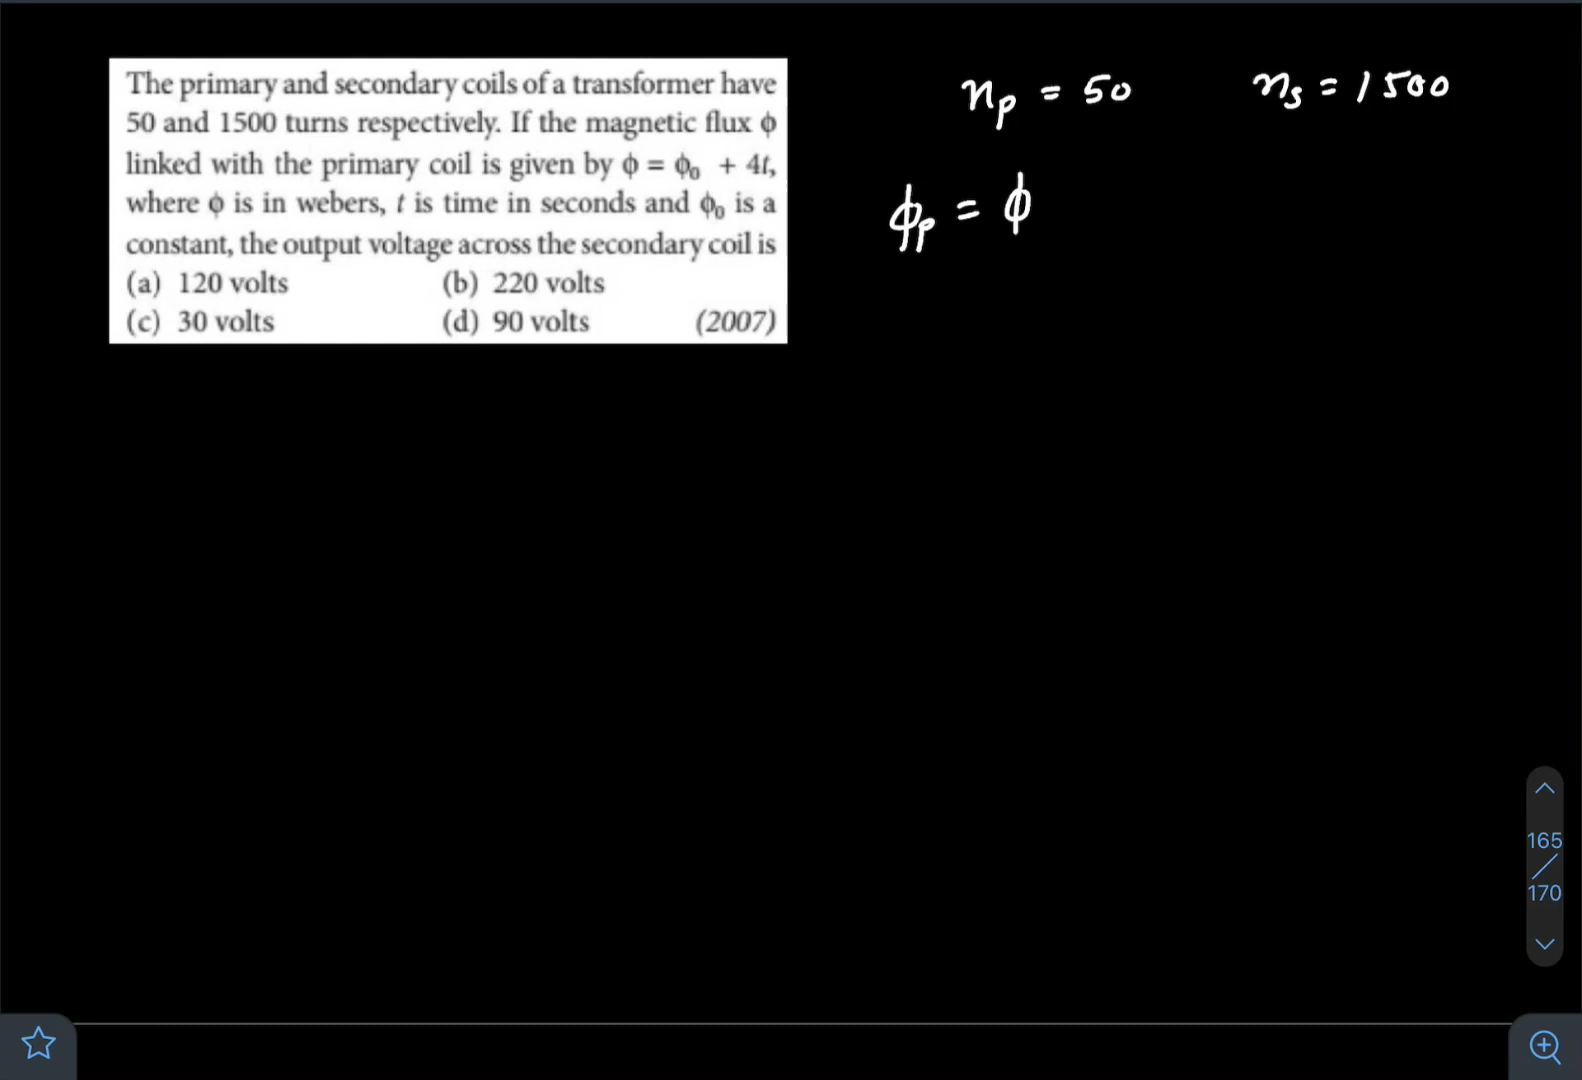 The primary and secondary coils of a transformer have
50 and 1500 turns respectively. If the magnetic flux ϕ
linked with the primary coil is given by ϕ = ϕ₀ + 4t,
where ϕ is in webers, t is time in seconds and ϕ₀ is a
constant, the output voltage across the secondary coil is
(a) 120 volts (b) 220 volts
(c) 30 volts (d) 90 volts (2007)
nₚ = 50 nₛ = 1500
ϕₚ = ϕ
165
/
170